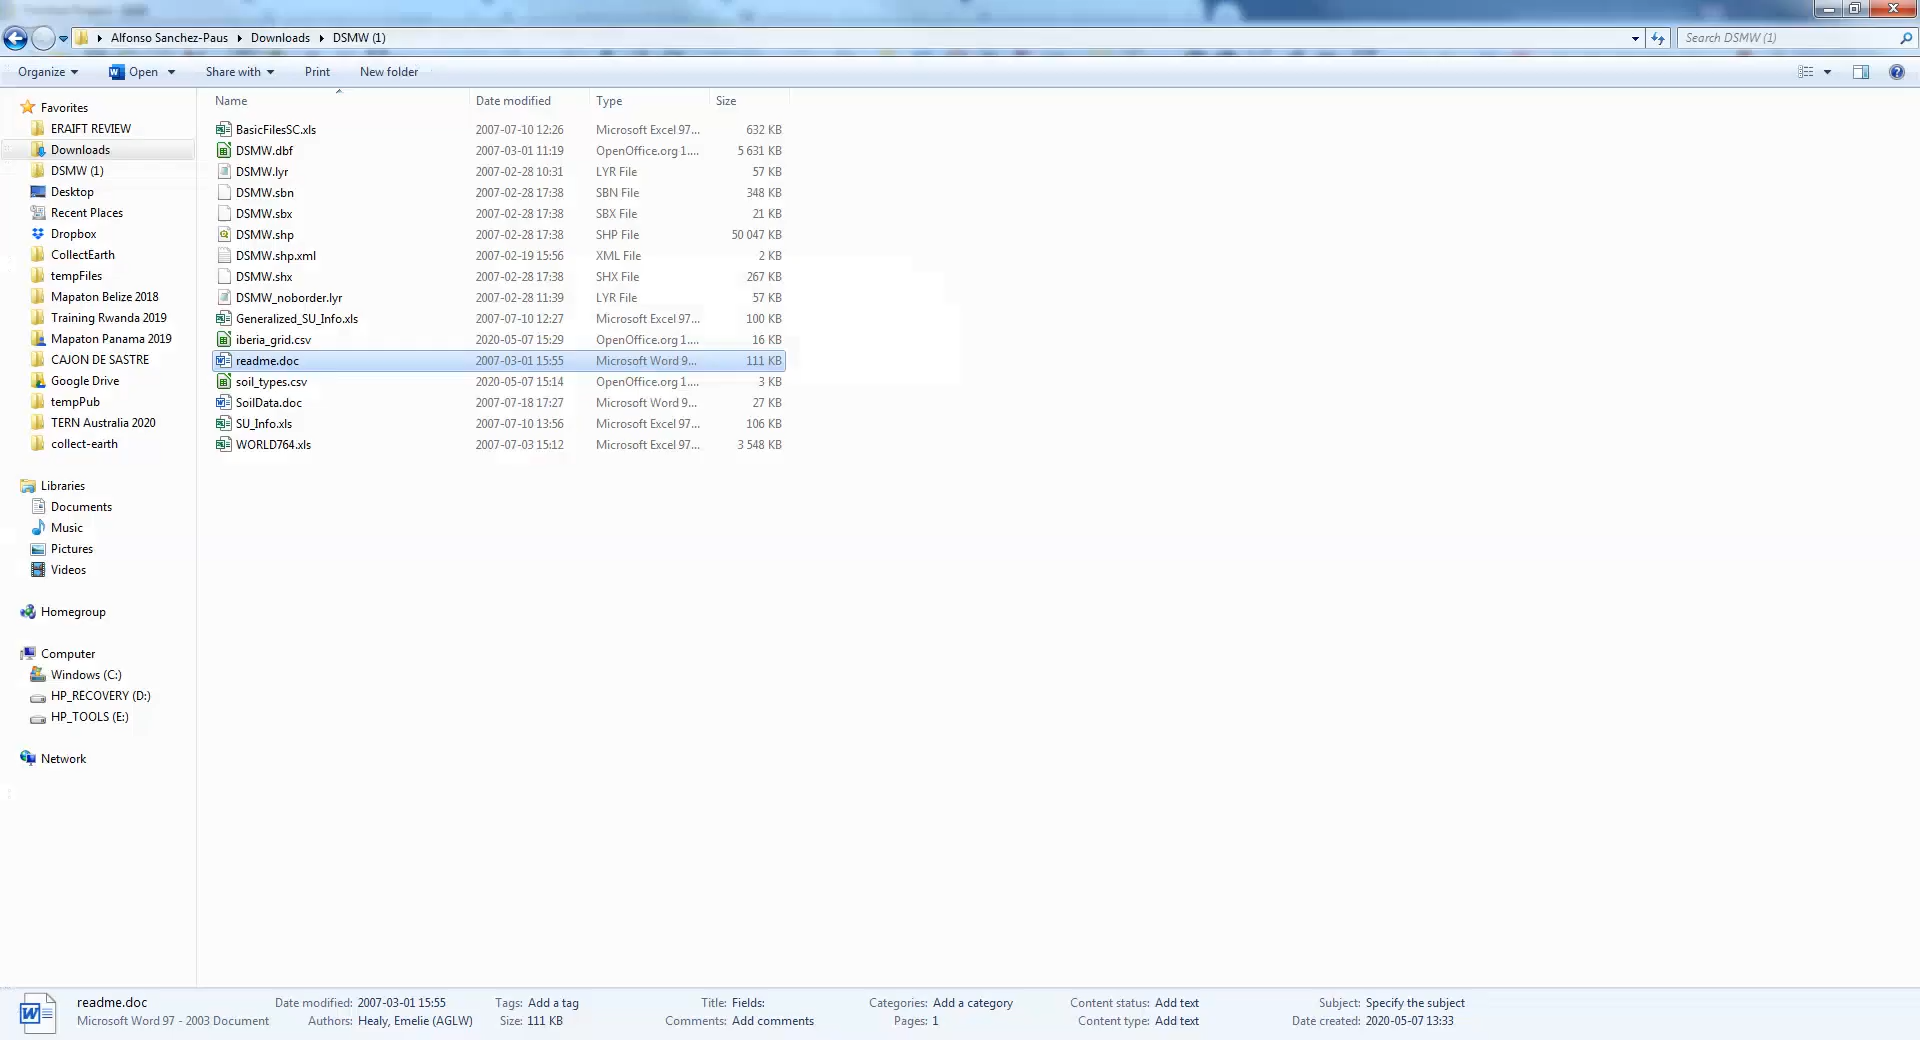 Alfonso Sanchez-Paus Downloads DSMW (1) Search DSMW (1)
Organize Open Share with Print New folder
Name Date modified Type Size
Favorites
ERAIFT REVIEW
Downloads
DSMW (1)
Desktop
Recent Places
Dropbox
CollectEarth
tempFiles
Mapaton Belize 2018
Training Rwanda 2019
Mapaton Panama 2019
CAJON DE SASTRE
Google Drive
tempPub
TERN Australia 2020
collect-earth
Libraries
Documents
Music
Pictures
Videos
Homegroup
Computer
Windows (C:)
HP_RECOVERY (D:)
HP_TOOLS (E:)
Network
BasicFilesSC.xls 2007-07-10 12:26 Microsoft Excel 97... 632 KB
DSMW.dbf 2007-03-01 11:19 OpenOffice.org 1.... 5 631 KB
DSMW.lyr 2007-02-28 10:31 LYR File 57 KB
DSMW.sbn 2007-02-28 17:38 SBN File 348 KB
DSMW.sbx 2007-02-28 17:38 SBX File 21 KB
DSMW.shp 2007-02-28 17:38 SHP File 50 047 KB
DSMW.shp.xml 2007-02-19 15:56 XML File 2 KB
DSMW.shx 2007-02-28 17:38 SHX File 267 KB
DSMW_noborder.lyr 2007-02-28 11:39 LYR File 57 KB
Generalized_SU_Info.xls 2007-07-10 12:27 Microsoft Excel 97... 100 KB
iberia_grid.csv 2020-05-07 15:29 OpenOffice.org 1.... 16 KB
readme.doc 2007-03-01 15:55 Microsoft Word 9... 111 KB
soil_types.csv 2020-05-07 15:14 OpenOffice.org 1.... 3 KB
SoilData.doc 2007-07-18 17:27 Microsoft Word 9... 27 KB
SU_Info.xls 2007-07-10 13:56 Microsoft Excel 97... 106 KB
WORLD764.xls 2007-07-03 15:12 Microsoft Excel 97... 3 548 KB
readme.doc Date modified: 2007-03-01 15:55 Tags: Add a tag Title: Fields: Categories: Add a category Content status: Add text Subject: Specify the subject
Microsoft Word 97 - 2003 Document Authors: Healy, Emelie (AGLW) Size: 111 KB Comments: Add comments Pages: 1 Content type: Add text Date created: 2020-05-07 13:33